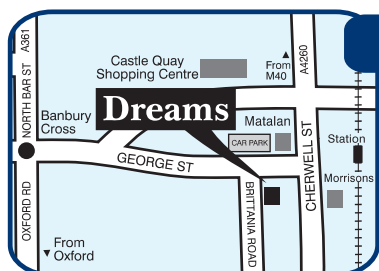 A361
NORTH BAR ST
Castle Quay
Shopping Centre
From
M40
A4260
Banbury
Cross
Dreams
Matalan
CAR PARK
Station
GEORGE ST
CHERWELL ST
Morrisons
OXFORD RD
BRITTANIA ROAD
From
Oxford